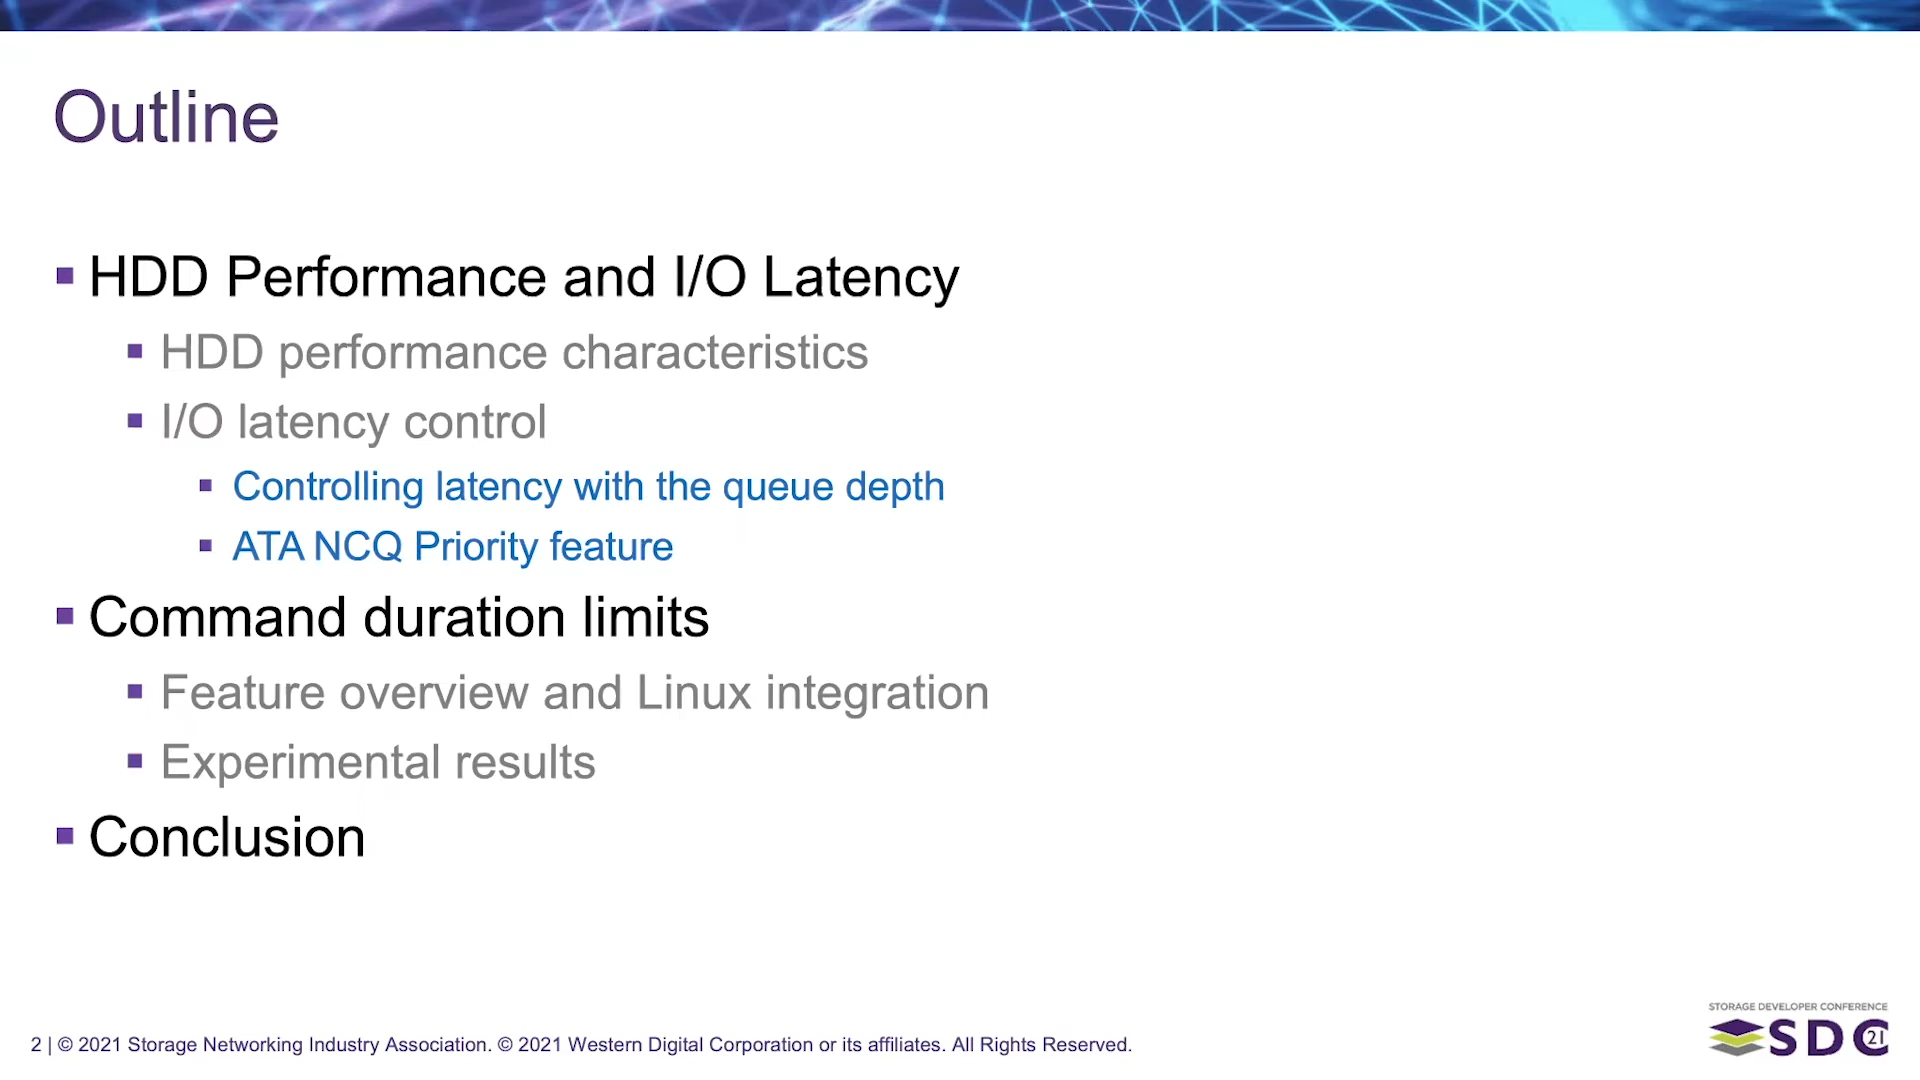 Outline
HDD Performance and I/O Latency
HDD performance characteristics
I/O latency control
Controlling latency with the queue depth
ATA NCQ Priority feature
Command duration limits
Feature overview and Linux integration
Experimental results
Conclusion
2 | © 2021 Storage Networking Industry Association. © 2021 Western Digital Corporation or its affiliates. All Rights Reserved.
STORAGE DEVELOPER CONFERENCE
SDC 21